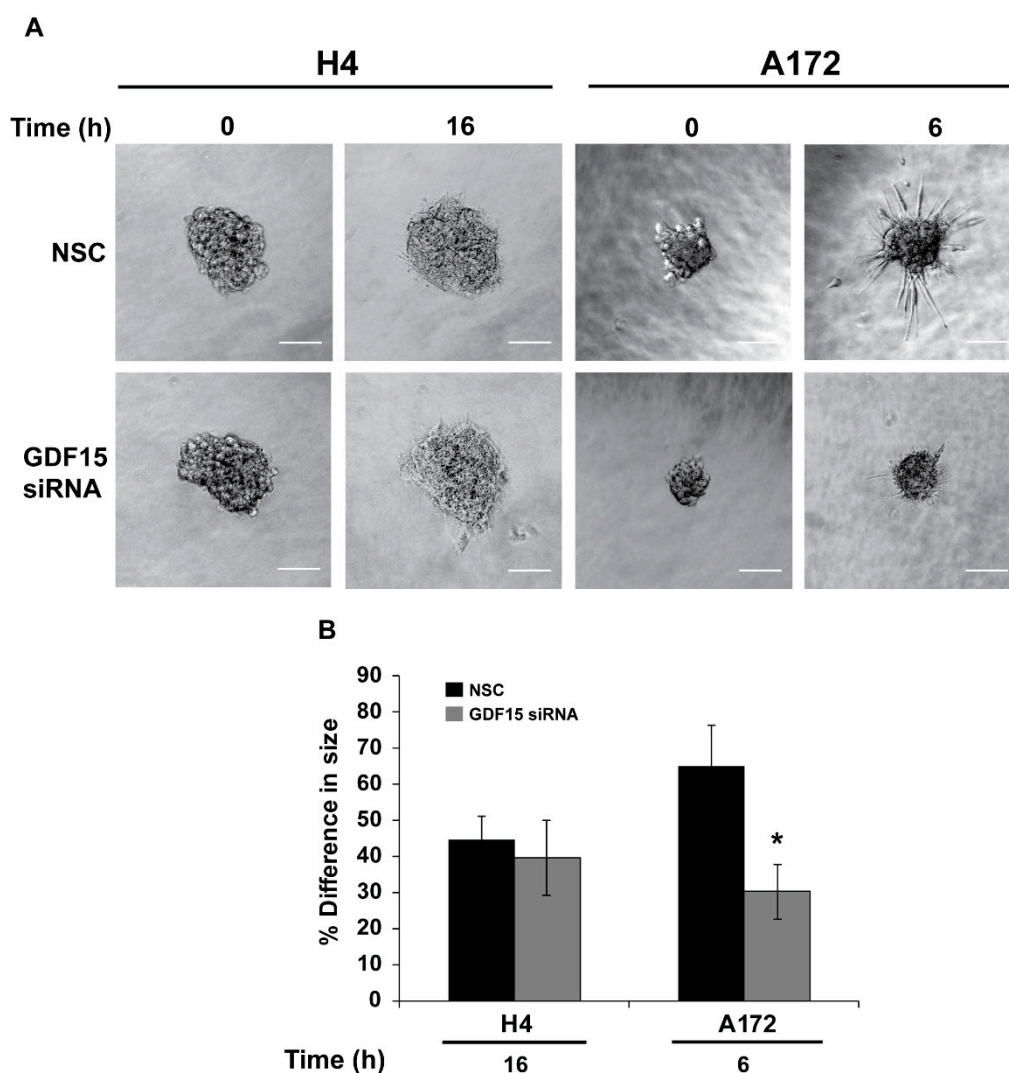 A
H4 A172
Time (h) 0 16 0 6
NSC
GDF15
siRNA
B
90
80
70
60
50
40
30
20
10
0
% Difference in size
NSC
GDF15 siRNA
*
H4 A172
Time (h) 16 6